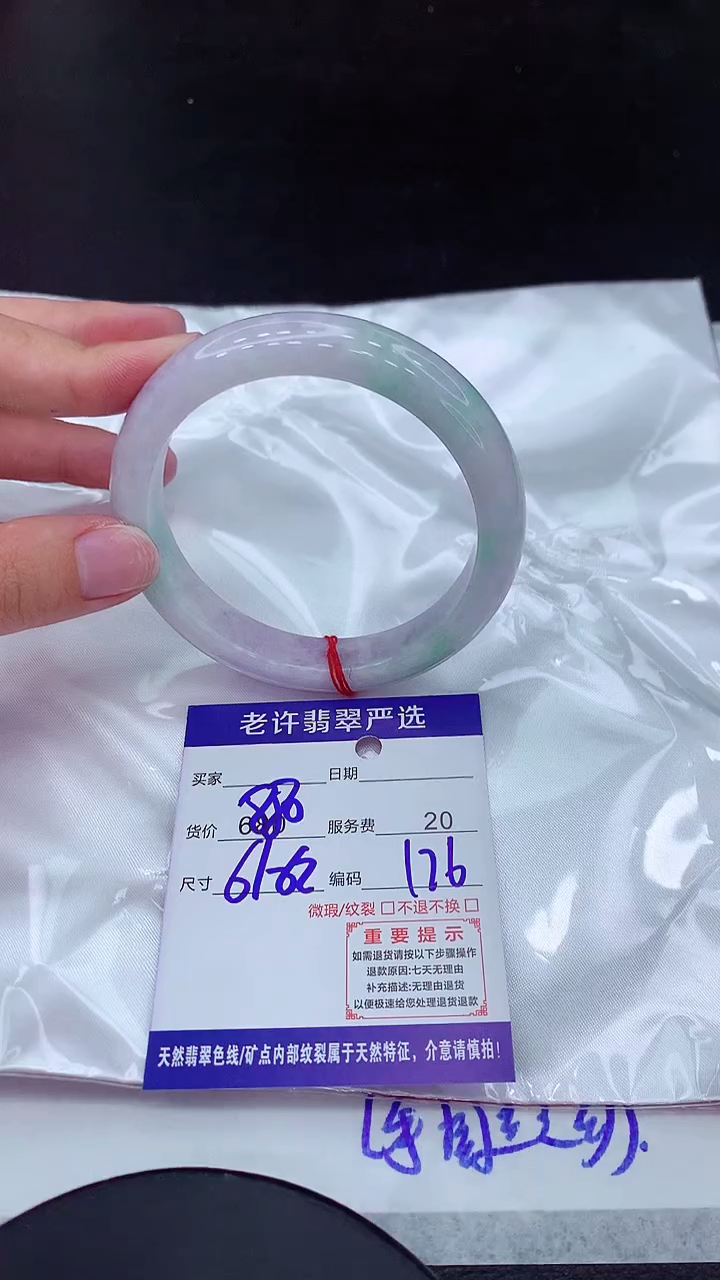 老许翡翠严选
买家 日期
货价 服务费 20
尺寸 61-62 编码 176
微瑕/纹裂 □ 不退不换 □
重要提示
如需退货请按以下步骤操作
退款原因:七天无理由
补充描述:无理由退货
以便极速给您处理退货退款
天然翡翠色线/矿点内部纹裂属于天然特征，介意请慎拍！